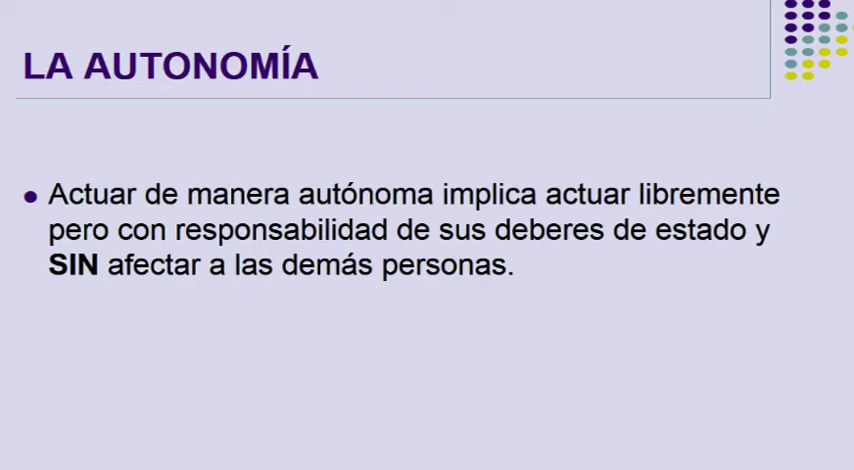 LA AUTONOMÍA
Actuar de manera autónoma implica actuar libremente
pero con responsabilidad de sus deberes de estado y
SIN afectar a las demás personas.